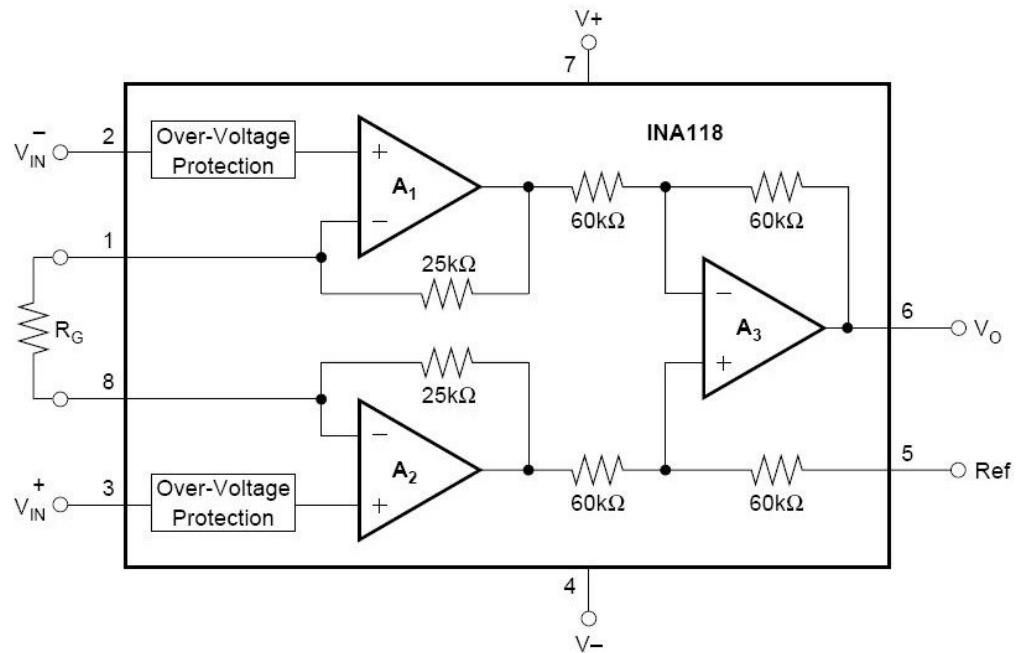 V+
7
INA118
V–IN
2
Over-Voltage
Protection
+
A1
–
60kΩ
60kΩ
1
25kΩ
RG
–
A3
+
6
VO
8
25kΩ
–
A2
+
60kΩ
60kΩ
5
Ref
V+IN
3
Over-Voltage
Protection
4
V–